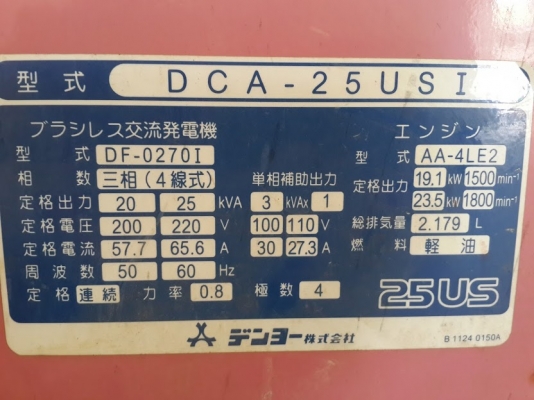 型式 DCA-25USI
ブラシレス交流発電機 エンジン
型式 DF-0270I 型式 AA-4LE2
相数 三相(4線式) 単相補助出力 定格出力 19.1 kW 1500 min⁻¹
定格出力 20 25 kVA 3 kVAx 1 23.5 kW 1800 min⁻¹
定格電圧 200 220 V 100 110 V 総排気量 2.179 L
定格電流 57.7 65.6 A 30 27.3 A 燃料 軽油
周波数 50 60 Hz
定格 連続 力率 0.8 極数 4 25US
デンヨー株式会社 B 1124 0150A